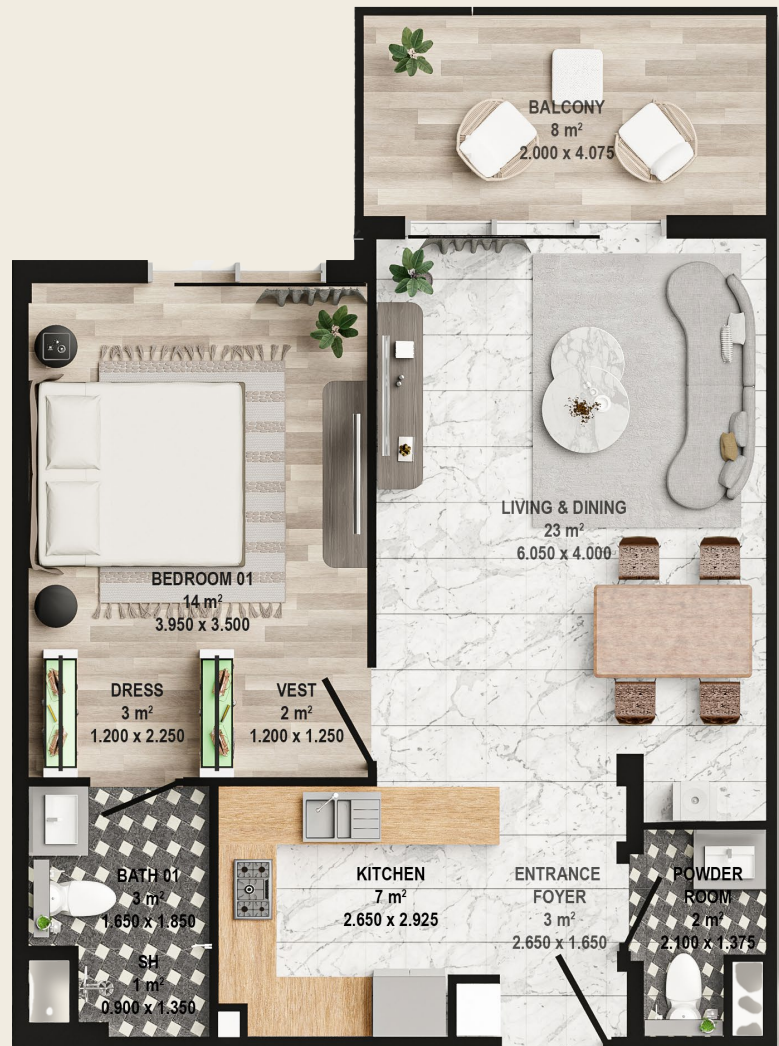 BALCONY
8 m²
2.000 x 4.075
LIVING & DINING
23 m²
6.050 x 4.000
BEDROOM 01
14 m²
3.950 x 3.500
DRESS
3 m²
1.200 x 2.250
VEST
2 m²
1.200 x 1.250
BATH 01
3 m²
1.650 x 1.850
SH
1 m²
0.900 x 1.350
KITCHEN
7 m²
2.650 x 2.925
ENTRANCE
FOYER
3 m²
2.650 x 1.650
POWDER
ROOM
2 m²
2.100 x 1.375